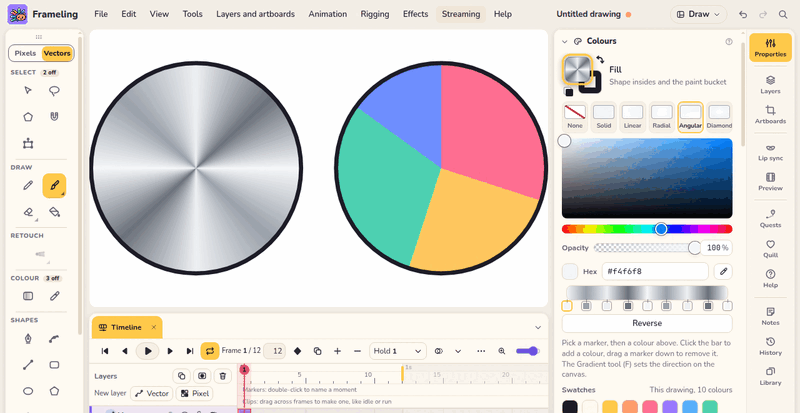 Frameling File Edit View Tools Layers and artboards Animation Rigging Effects Streaming Help Untitled drawing Draw
Pixels Vectors
SELECT 2 off
DRAW
RETOUCH
COLOUR 3 off
SHAPES
Timeline ×
Frame 1 / 12 12 Hold 1
Layers
1 5 10 15 20
1s
New layer Vector Pixel
Markers: double-click to name a moment
Clips: drag across frames to make one, like idle or run
Colours
Fill
Shape insides and the paint bucket
None Solid Linear Radial Angular Diamond
Opacity 100 %
Hex #f4f6f8
Reverse
Pick a marker, then a colour above. Click the bar
to add a colour, drag a marker down to remove it.
The Gradient tool (F) sets the direction on the
canvas.
Swatches This drawing, 10 colours
Properties
Layers
Artboards
Lip sync
Preview
Quests
Quill
Help
Notes
History
Library